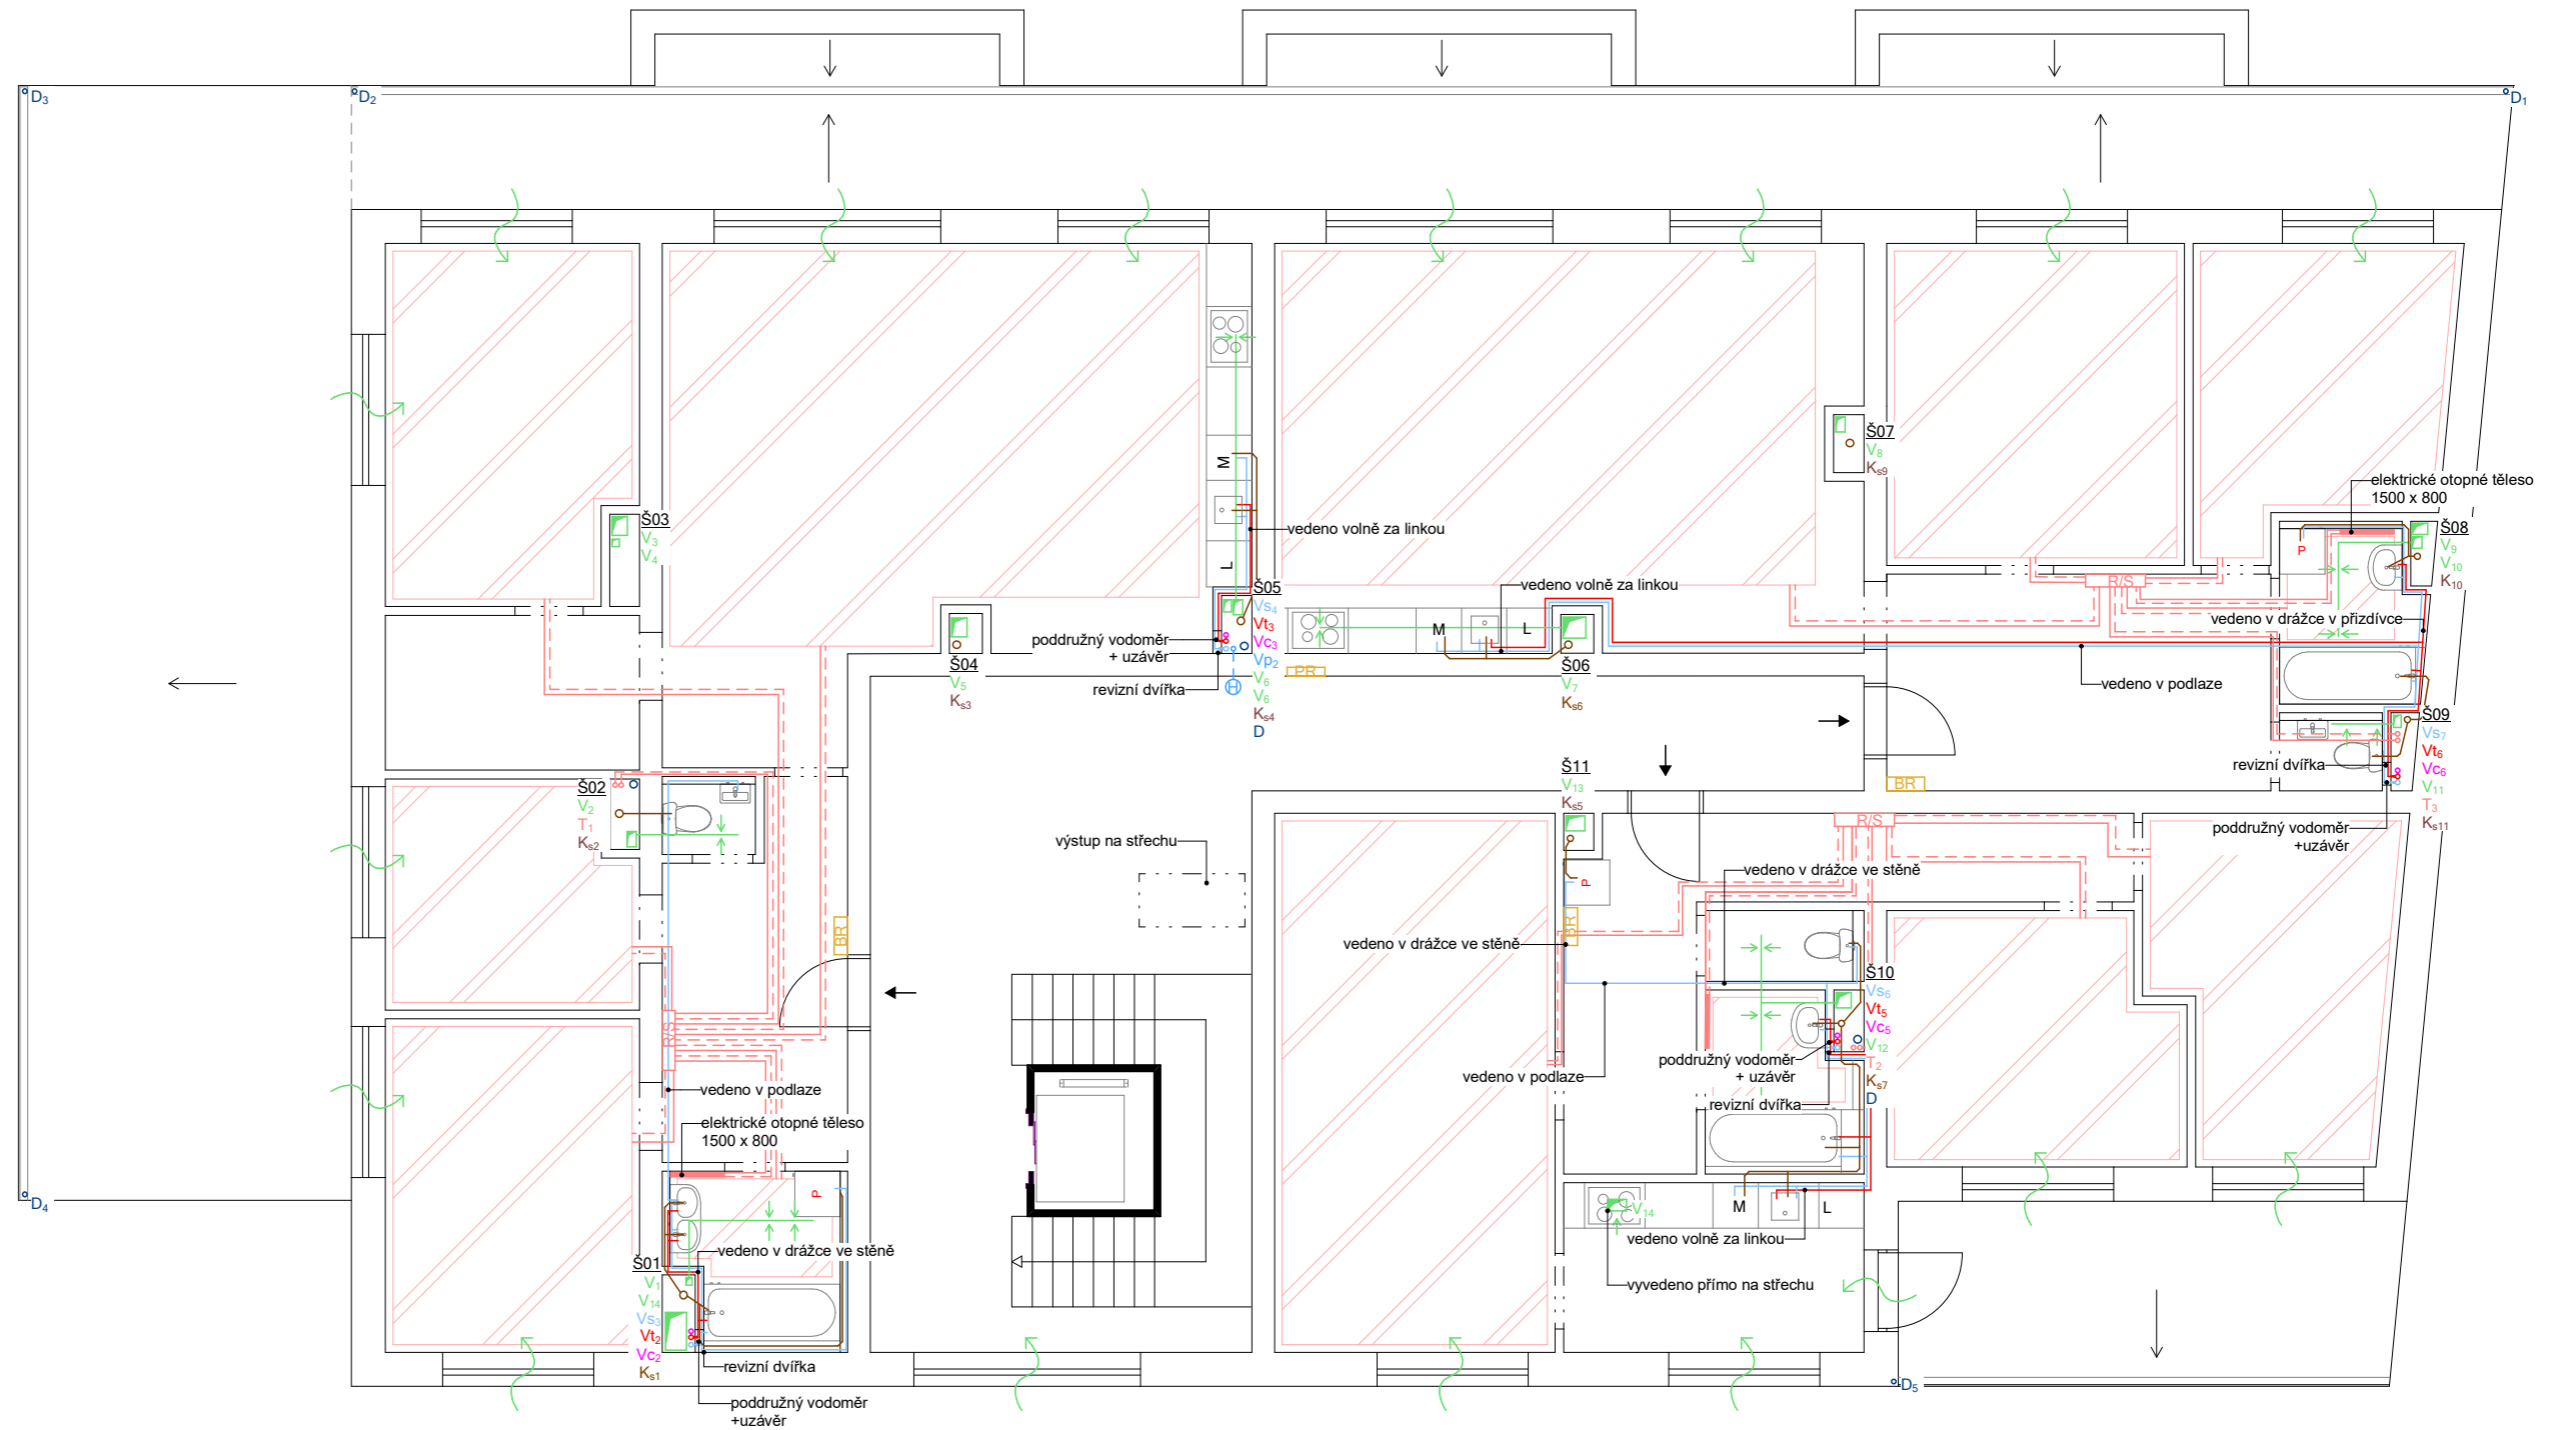 D3
D2
D1
Š03
V3
V4
M
L
vedeno volně za linkou
Š07
V8
Ks9
elektrické otopné těleso
1500 x 800
P
Š08
V9
V10
K10
R/S
vedeno v drážce v přizdívce
vedeno v podlaze
Š05
Vs4
Vt3
Vc3
Vp2
V6
V6
Ks4
D
H
poddružný vodoměr
+ uzávěr
revizní dvířka
Š04
V5
Ks3
vedeno volně za linkou
M
L
PR
Š06
V7
Ks6
Š09
Vs7
Vt6
Vc6
V11
T3
Ks11
revizní dvířka
poddružný vodoměr
+uzávěr
BR
Š02
V2
T1
Ks2
BR
výstup na střechu
Š11
V13
Ks5
P
BR
R/S
vedeno v drážce ve stěně
vedeno v drážce ve stěně
vedeno v podlaze
Š10
Vs6
Vt5
Vc5
V12
T2
Ks7
D
poddružný vodoměr
+ uzávěr
revizní dvířka
R/S
vedeno v podlaze
elektrické otopné těleso
1500 x 800
P
D4
vedeno v drážce ve stěně
Š01
V1
V14
Vs3
Vt2
Vc2
Ks1
revizní dvířka
poddružný vodoměr
+uzávěr
V14
M
L
vedeno volně za linkou
vyvedeno přímo na střechu
D5